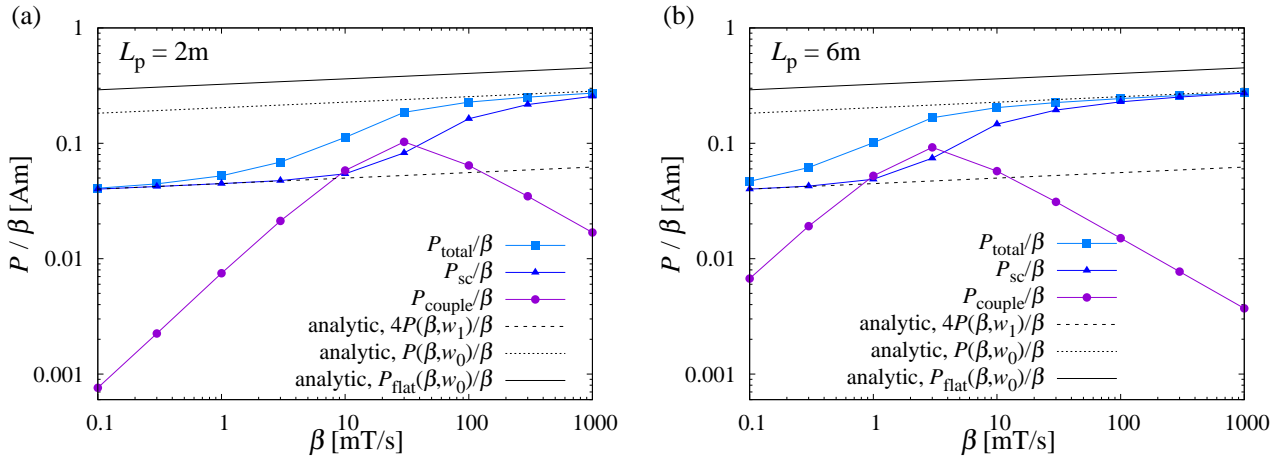 (a)
L_p = 2m
P / β [Am]
1
0.1
0.01
0.001
P_total/β
P_sc/β
P_couple/β
analytic, 4P(β,w_1)/β
analytic, P(β,w_0)/β
analytic, P_flat(β,w_0)/β
0.1 1 10 100 1000
β [mT/s]
(b)
L_p = 6m
P / β [Am]
1
0.1
0.01
0.001
P_total/β
P_sc/β
P_couple/β
analytic, 4P(β,w_1)/β
analytic, P(β,w_0)/β
analytic, P_flat(β,w_0)/β
0.1 1 10 100 1000
β [mT/s]